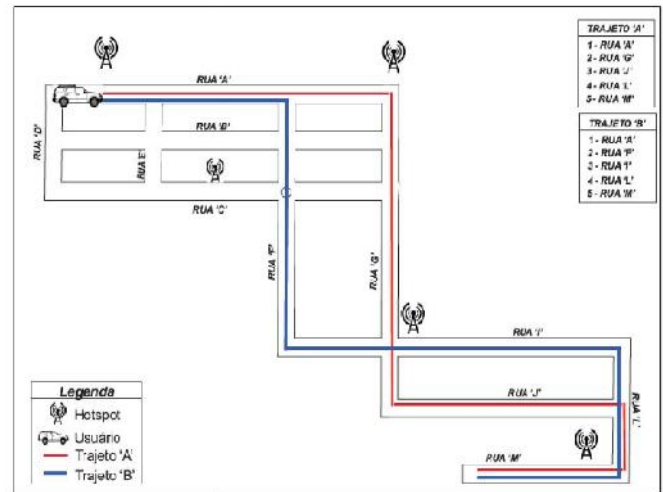 TRAJETO 'A'
1 - RUA 'A'
2 - RUA 'G'
3 - RUA 'J'
4 - RUA 'L'
5 - RUA 'M'
TRAJETO 'B'
1 - RUA 'A'
2 - RUA 'F'
3 - RUA 'I'
4 - RUA 'L'
5 - RUA 'M'
RUA 'A'
RUA 'B'
RUA 'D'
RUA 'E'
RUA 'C'
RUA 'F'
RUA 'G'
RUA 'I'
RUA 'J'
RUA 'L'
RUA 'M'
Legenda
Hotspot
Usuário
Trajeto 'A'
Trajeto 'B'